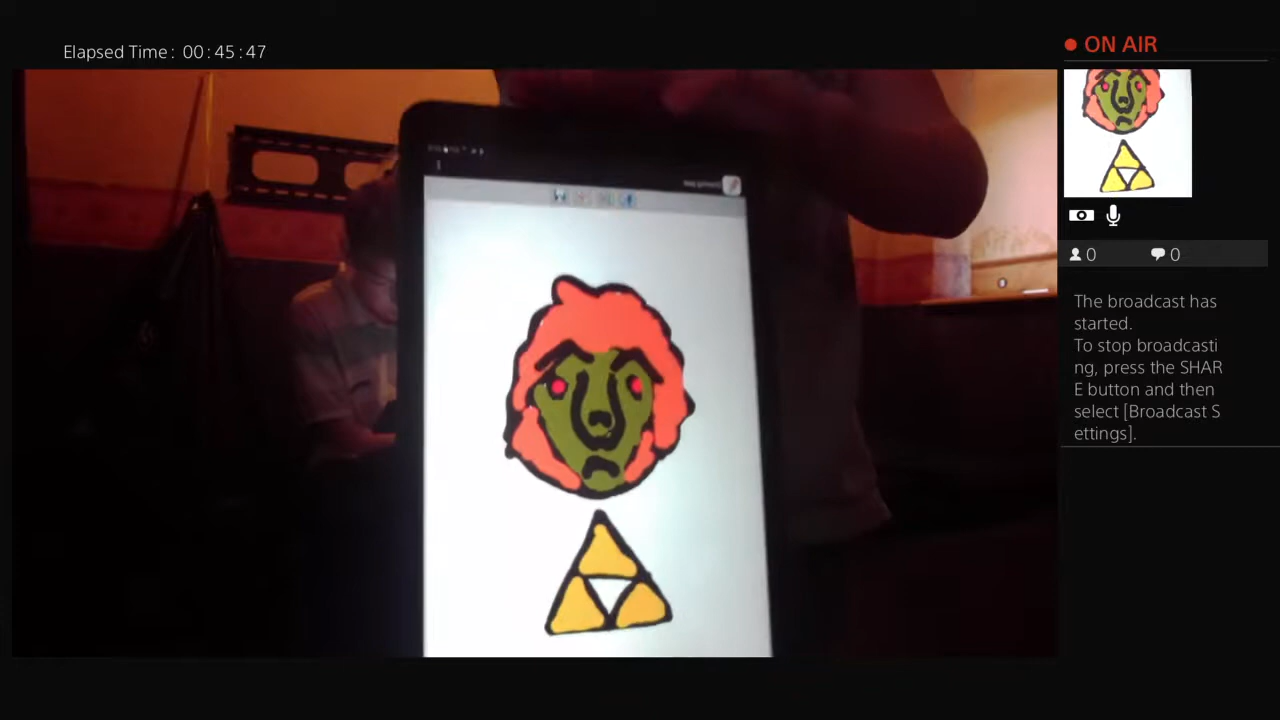 Elapsed Time: 00:45:47
ON AIR
0 0
The broadcast has
started.
To stop broadcasti
ng, press the SHAR
E button and then
select [Broadcast S
ettings].